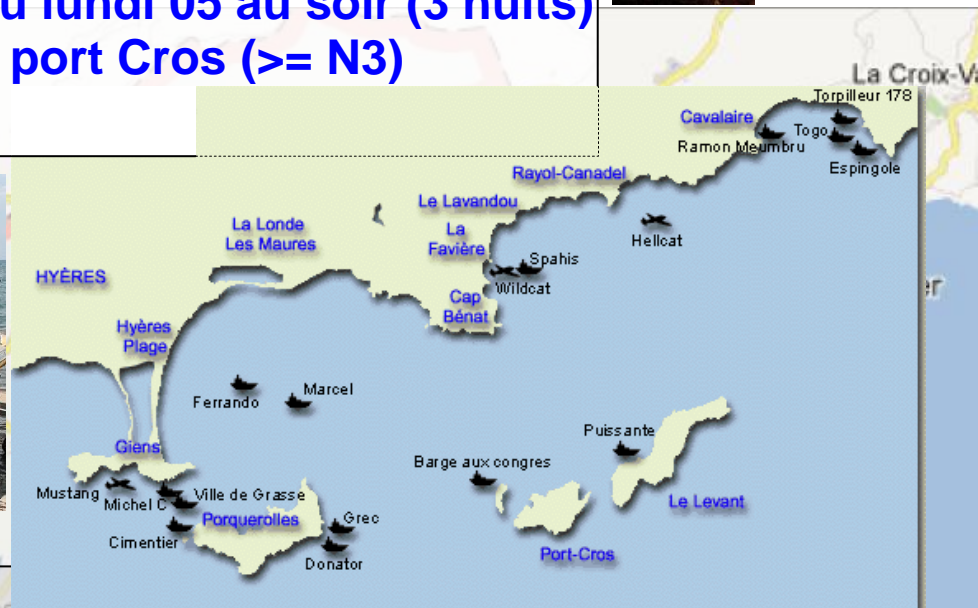 u lundi 05 au soir (3 nuits)
port Cros (>= N3)
La Croix-Va
Torpilleur 178
Cavalaire
Togo
Ramon Meumbru
Espingole
Rayol-Canadel
Le Lavandou
La Londe
Les Maures
La
Favière
Hellcat
Spahis
Wildcat
HYÈRES
er
Cap
Bénat
Hyères
Plage
Ferrando
Marcel
Puissante
Giens
Barge aux congres
Mustang
Michel C
Ville de Grasse
Le Levant
Porquerolles
Grec
Cimentier
Port-Cros
Donator